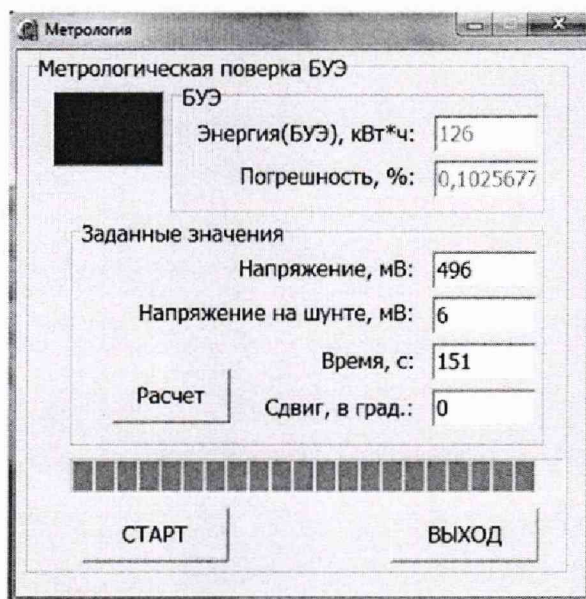 Метрология
Метрологическая поверка БУЭ
БУЭ
Энергия(БУЭ), кВт*ч: 126
Погрешность, %: 0,1025677
Заданные значения
Напряжение, мВ: 496
Напряжение на шунте, мВ: 6
Время, с: 151
Расчет
Сдвиг, в град.: 0
СТАРТ ВЫХОД